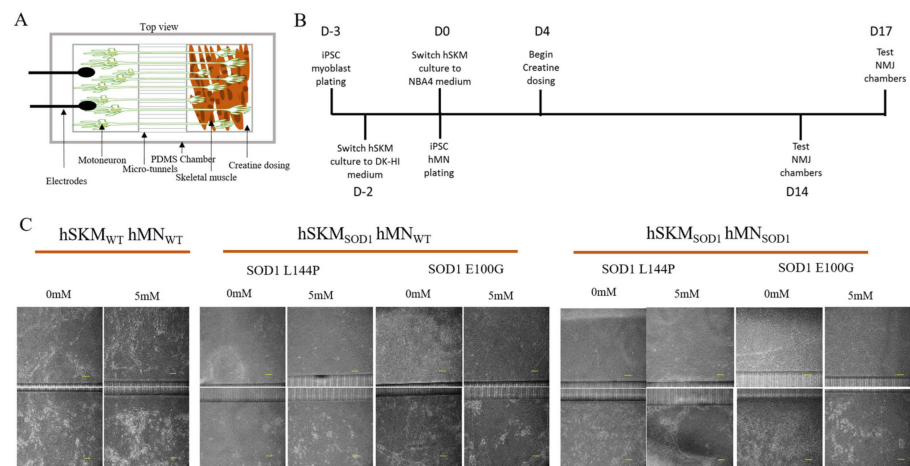 A
Top view
Electrodes
Motoneuron
Micro-tunnels
PDMS Chamber
Skeletal muscle
Creatine dosing
B
D-3
D0
D4
D17
iPSC
myoblast
plating
Switch hSKM
culture to
NBA4 medium
Begin
Creatine
dosing
Test
NMJ
chambers
Switch hSKM
culture to DK-HI
medium
D-2
iPSC
hMN
plating
Test
NMJ
chambers
D14
C
hSKMWT hMNWT
hSKMSOD1 hMNWT
hSKMSOD1 hMNSOD1
SOD1 L144P
SOD1 E100G
SOD1 L144P
SOD1 E100G
0mM
5mM
0mM
5mM
0mM
5mM
0mM
5mM
0mM
5mM